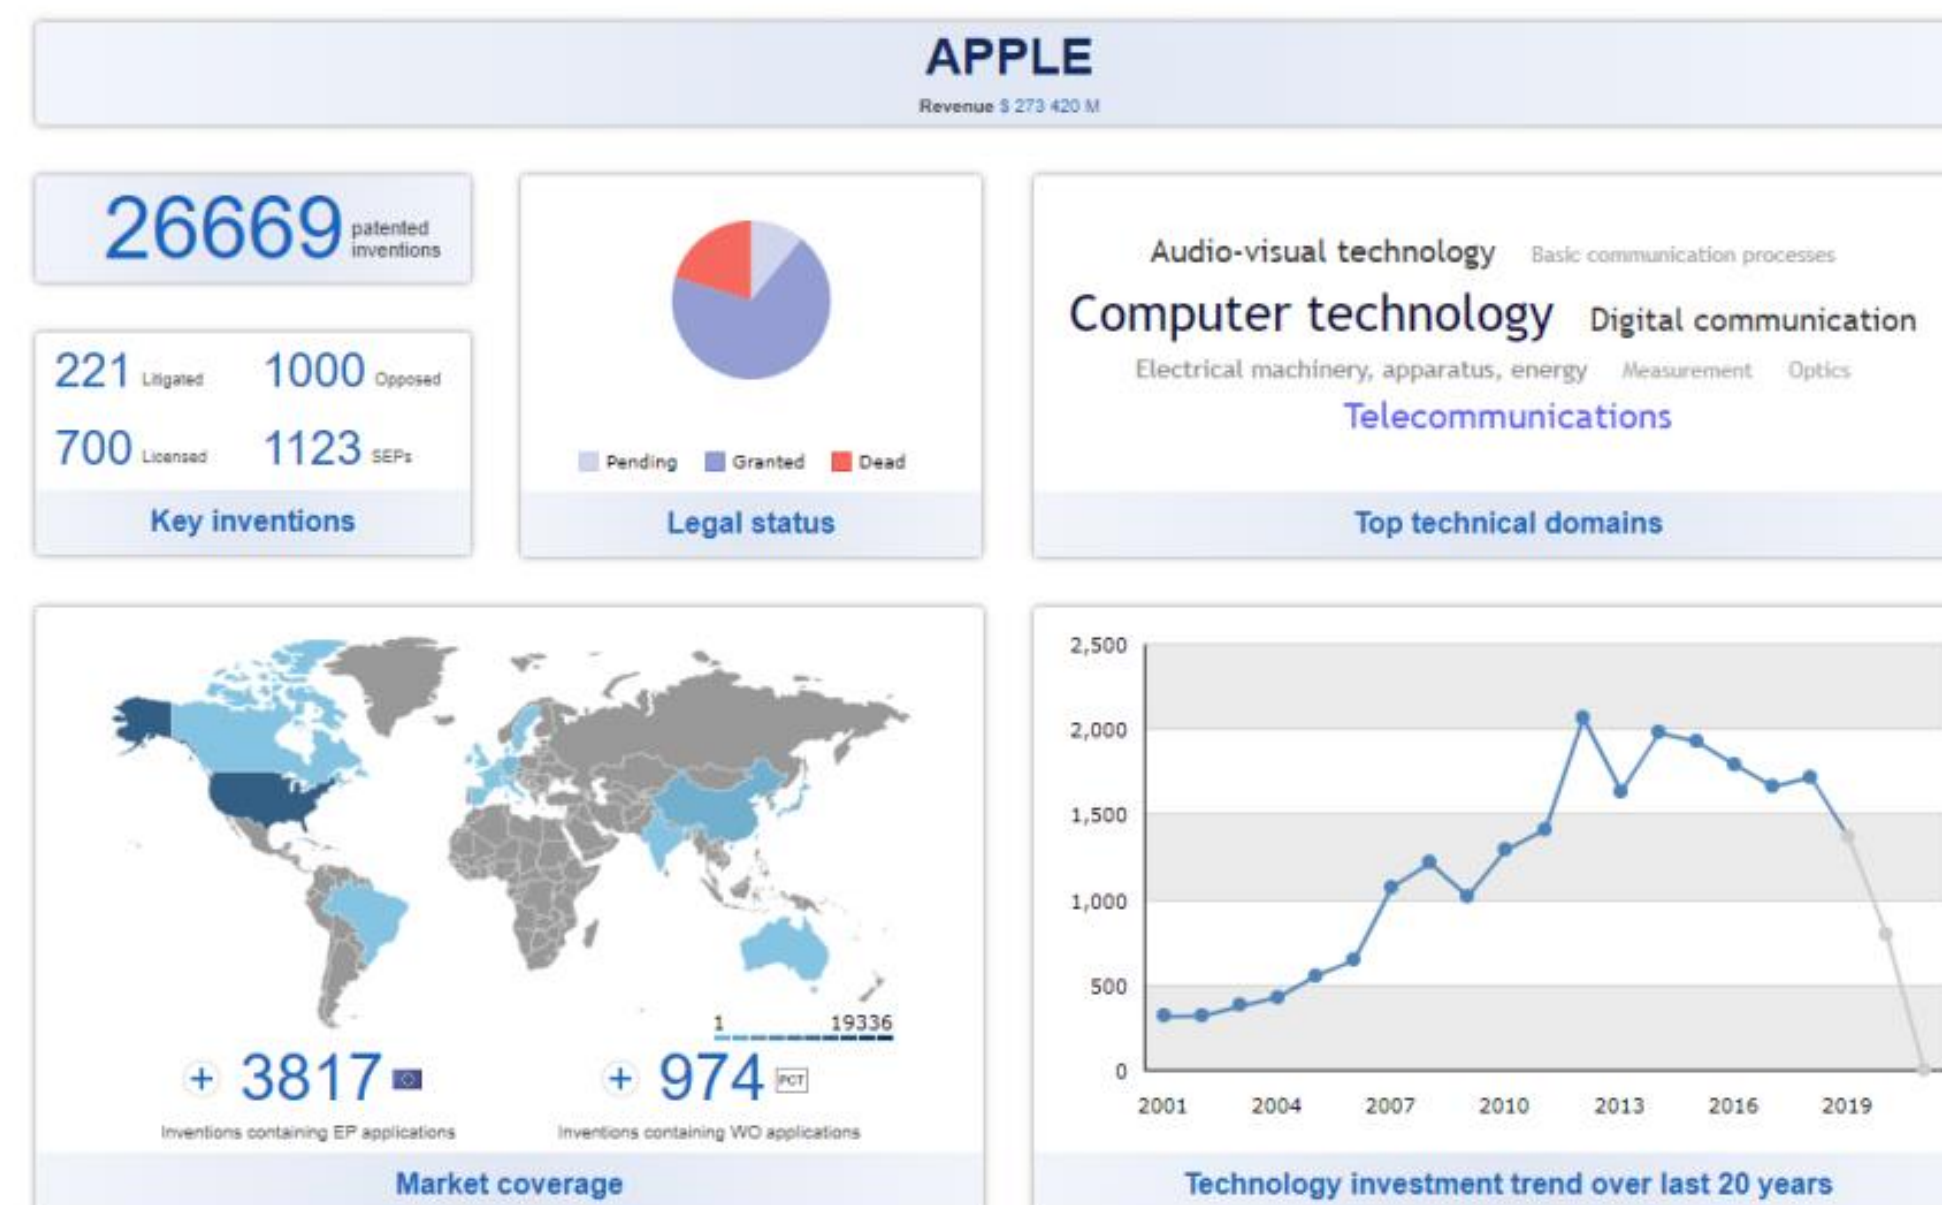 APPLE
Revenue $ 273 420 M
26669 patented inventions
221 Litigated 1000 Opposed
700 Licensed 1123 SEPs
Key inventions
Pending Granted Dead
Legal status
Audio-visual technology Basic communication processes
Computer technology Digital communication
Electrical machinery, apparatus, energy Measurement Optics
Telecommunications
Top technical domains
1 19336
+ 3817
Inventions containing EP applications
+ 974 PCT
Inventions containing WO applications
Market coverage
2,500
2,000
1,500
1,000
500
0
2001 2004 2007 2010 2013 2016 2019
Technology investment trend over last 20 years